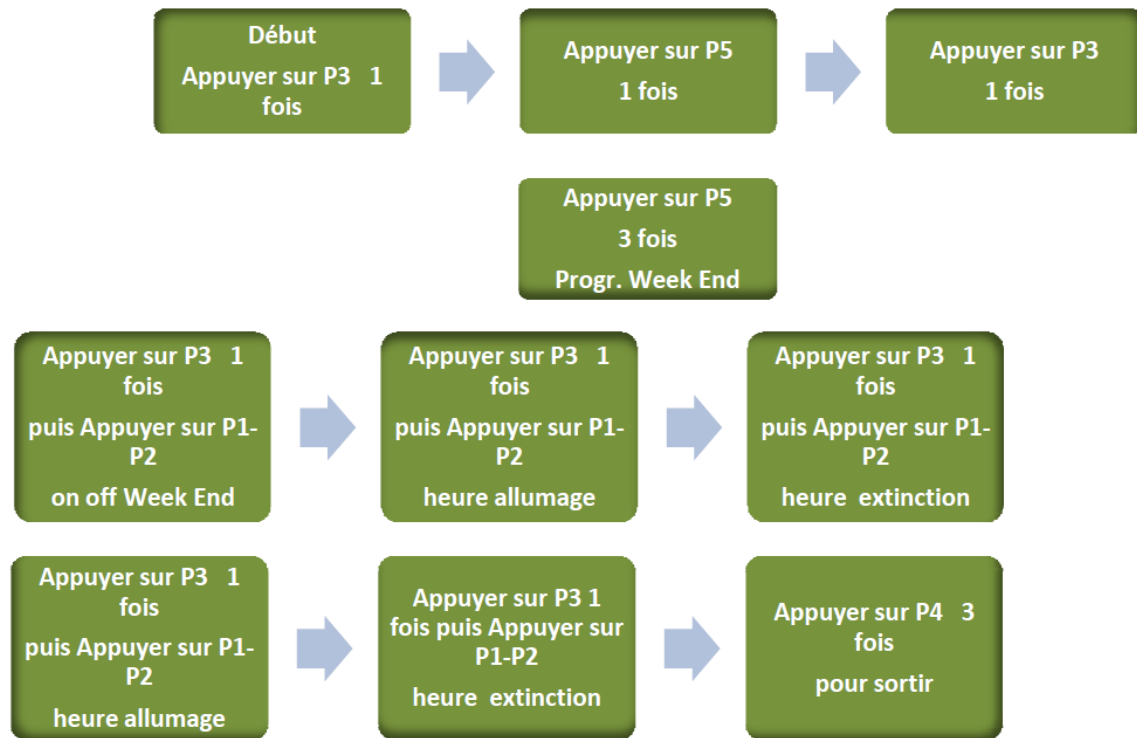 Début
Appuyer sur P3 1
fois
Appuyer sur P5
1 fois
Appuyer sur P3
1 fois
Appuyer sur P5
3 fois
Progr. Week End
Appuyer sur P3 1
fois
puis Appuyer sur P1-
P2
on off Week End
Appuyer sur P3 1
fois
puis Appuyer sur P1-
P2
heure allumage
Appuyer sur P3 1
fois
puis Appuyer sur P1-
P2
heure extinction
Appuyer sur P3 1
fois
puis Appuyer sur P1-
P2
heure allumage
Appuyer sur P3 1
fois puis Appuyer sur
P1-P2
heure extinction
Appuyer sur P4 3
fois
pour sortir